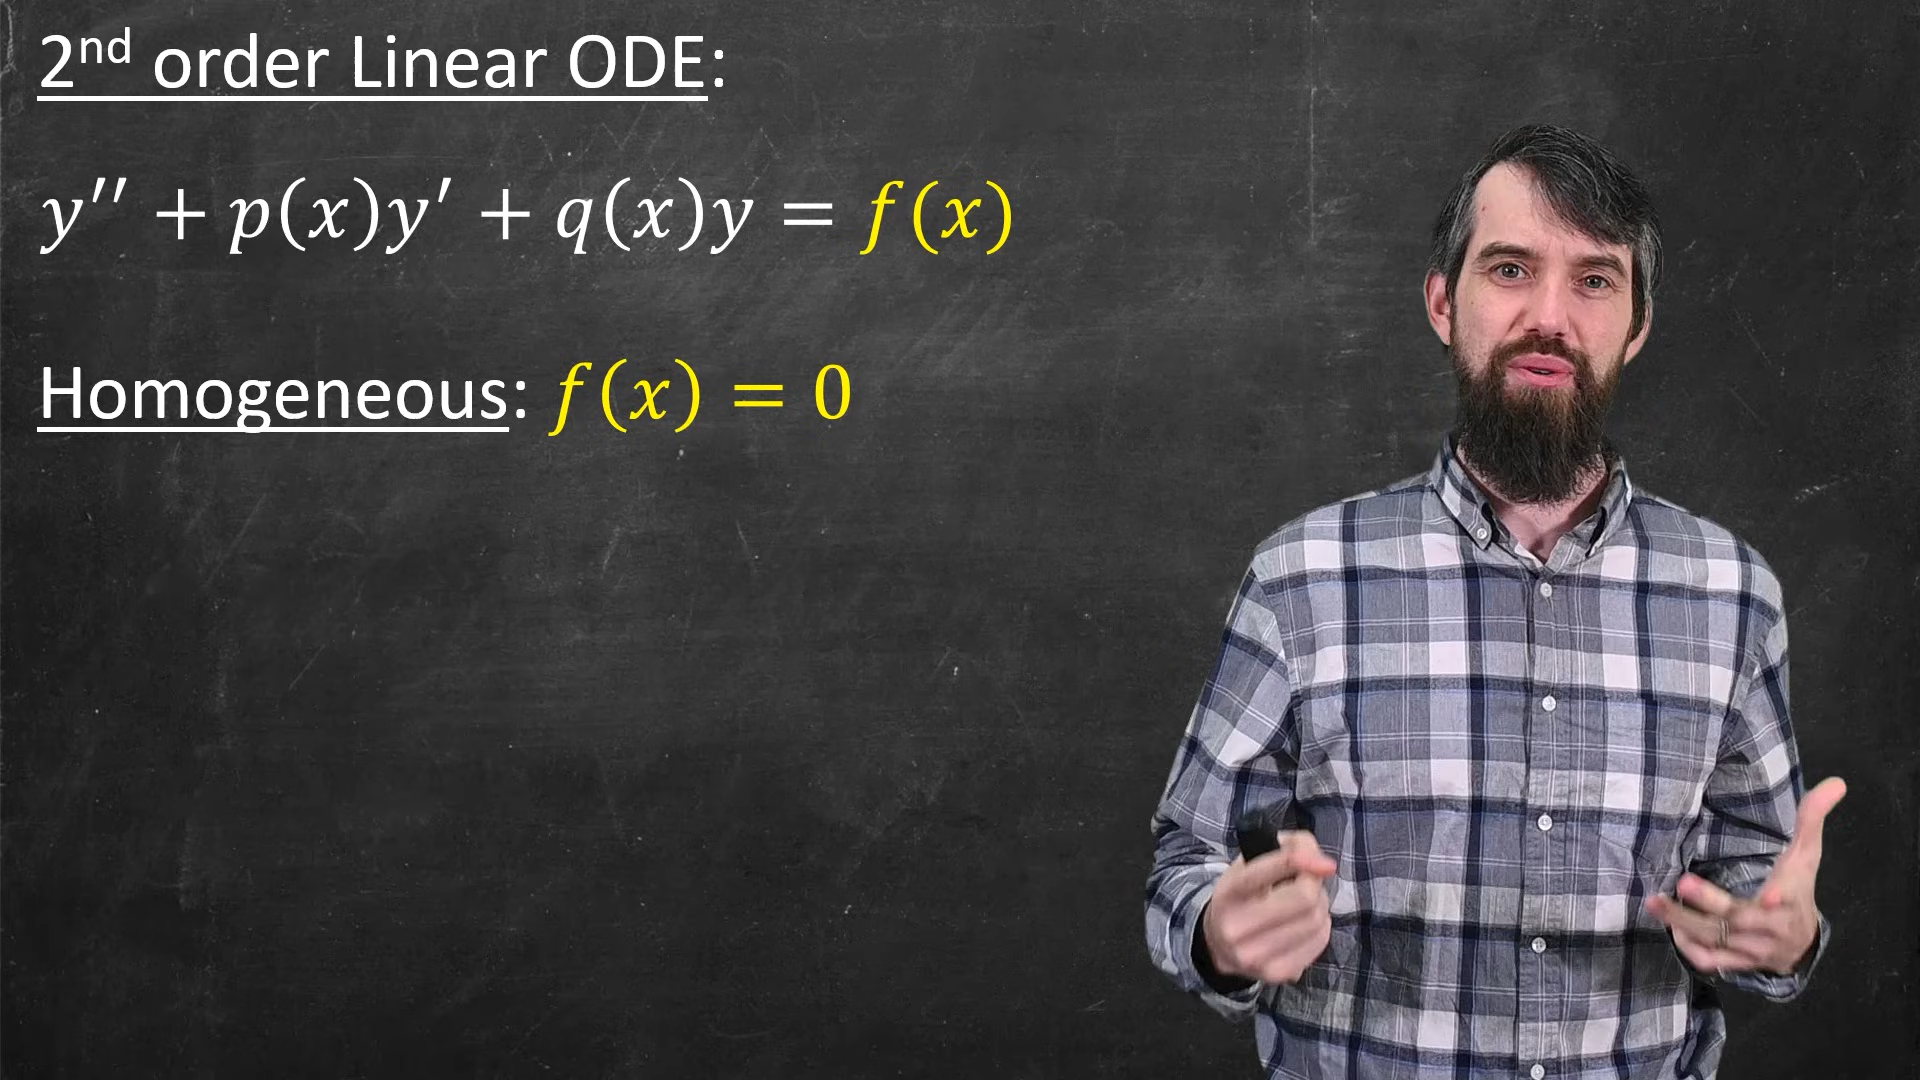 2ⁿᵈ order Linear ODE:
y′′ + p(x)y′ + q(x)y = f(x)
Homogeneous: f(x) = 0